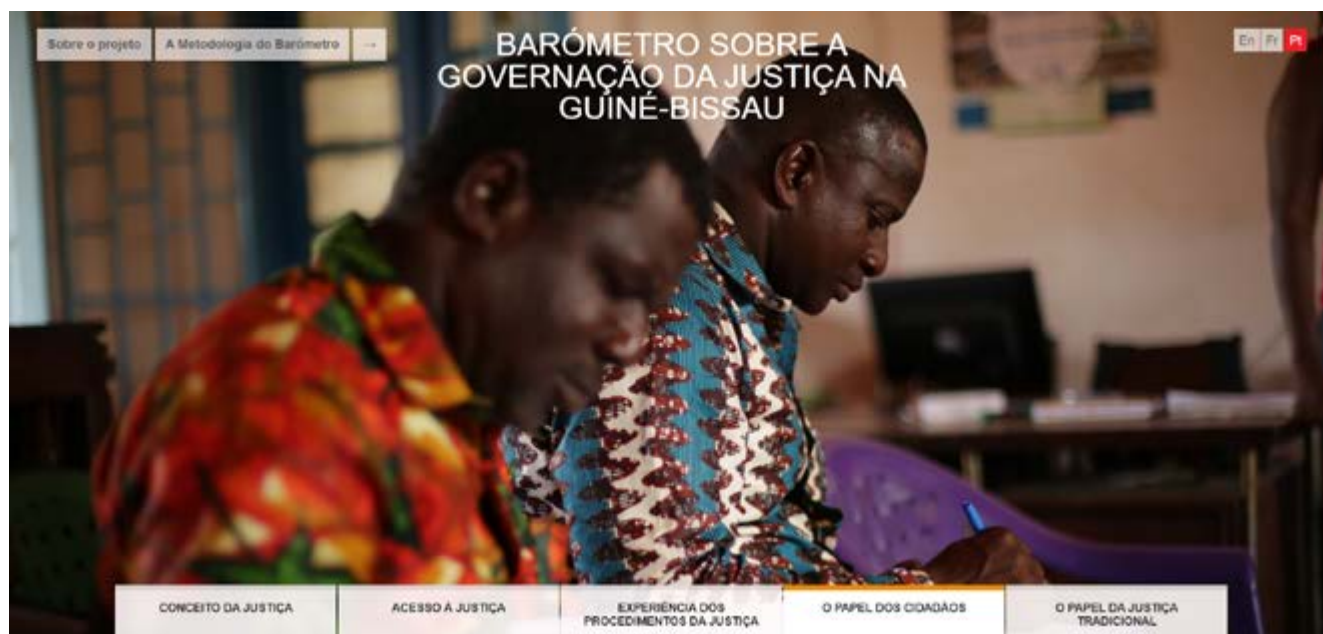 Sobre o projeto
A Metodologia do Barómetro
→
BARÓMETRO SOBRE A
GOVERNAÇÃO DA JUSTIÇA NA
GUINÉ-BISSAU
En
Fr
Pt
CONCEITO DA JUSTIÇA
ACESSO À JUSTIÇA
EXPERIÊNCIA DOS
PROCEDIMENTOS DA JUSTIÇA
O PAPEL DOS CIDADÃOS
O PAPEL DA JUSTIÇA
TRADICIONAL